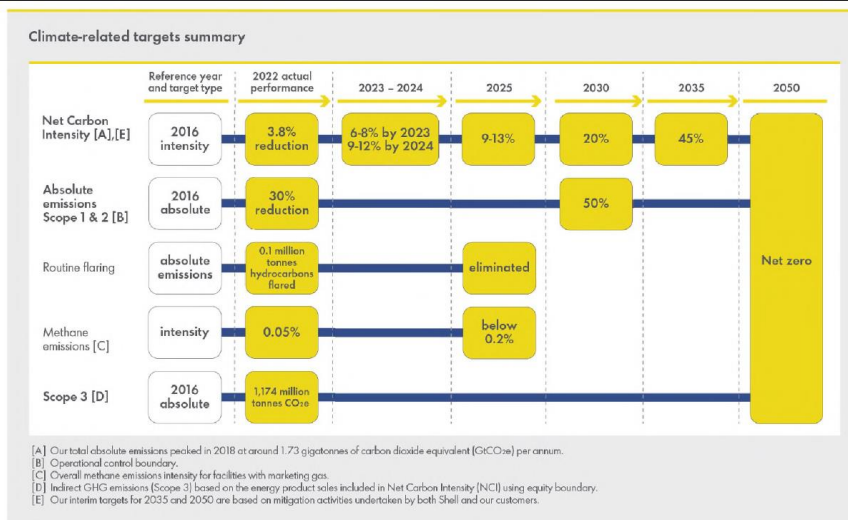 Climate-related targets summary
Reference year
and target type
2022 actual
performance
2023 – 2024
2025
2030
2035
2050
Net Carbon
Intensity [A],[E]
2016
intensity
3.8%
reduction
6-8% by 2023
9-12% by 2024
9-13%
20%
45%
Absolute
emissions
Scope 1 & 2 [B]
2016
absolute
30%
reduction
50%
Routine flaring
absolute
emissions
0.1 million
tonnes
hydrocarbons
flared
eliminated
Net zero
Methane
emissions [C]
intensity
0.05%
below
0.2%
Scope 3 [D]
2016
absolute
1,174 million
tonnes CO₂e
[A] Our total absolute emissions peaked in 2018 at around 1.73 gigatonnes of carbon dioxide equivalent (GtCO₂e) per annum.
[B] Operational control boundary.
[C] Overall methane emissions intensity for facilities with marketing gas.
[D] Indirect GHG emissions (Scope 3) based on the energy product sales included in Net Carbon Intensity (NCI) using equity boundary.
[E] Our interim targets for 2035 and 2050 are based on mitigation activities undertaken by both Shell and our customers.